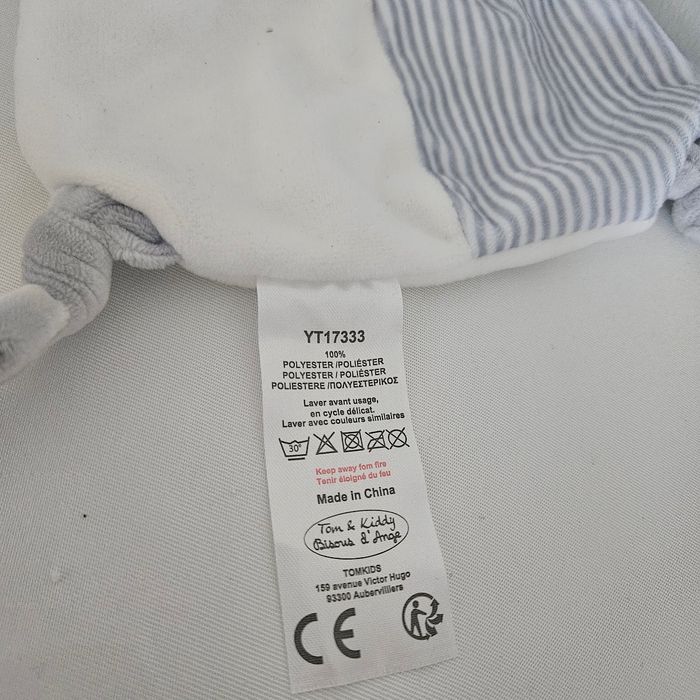 YT17333
100%
POLYESTER /POLIÉSTER
POLYESTER / POLIÉSTER
POLIESTERE /ΠΟΛΥΕΣΤΕΡΙΚΟΣ
Laver avant usage,
en cycle délicat.
Laver avec couleurs similaires
30°
Keep away fom fire
Tenir éloigné du feu
Made in China
Tom & Kiddy
Bisous d'Ange
TOMKIDS
159 avenue Victor Hugo
93300 Aubervilliers
CE